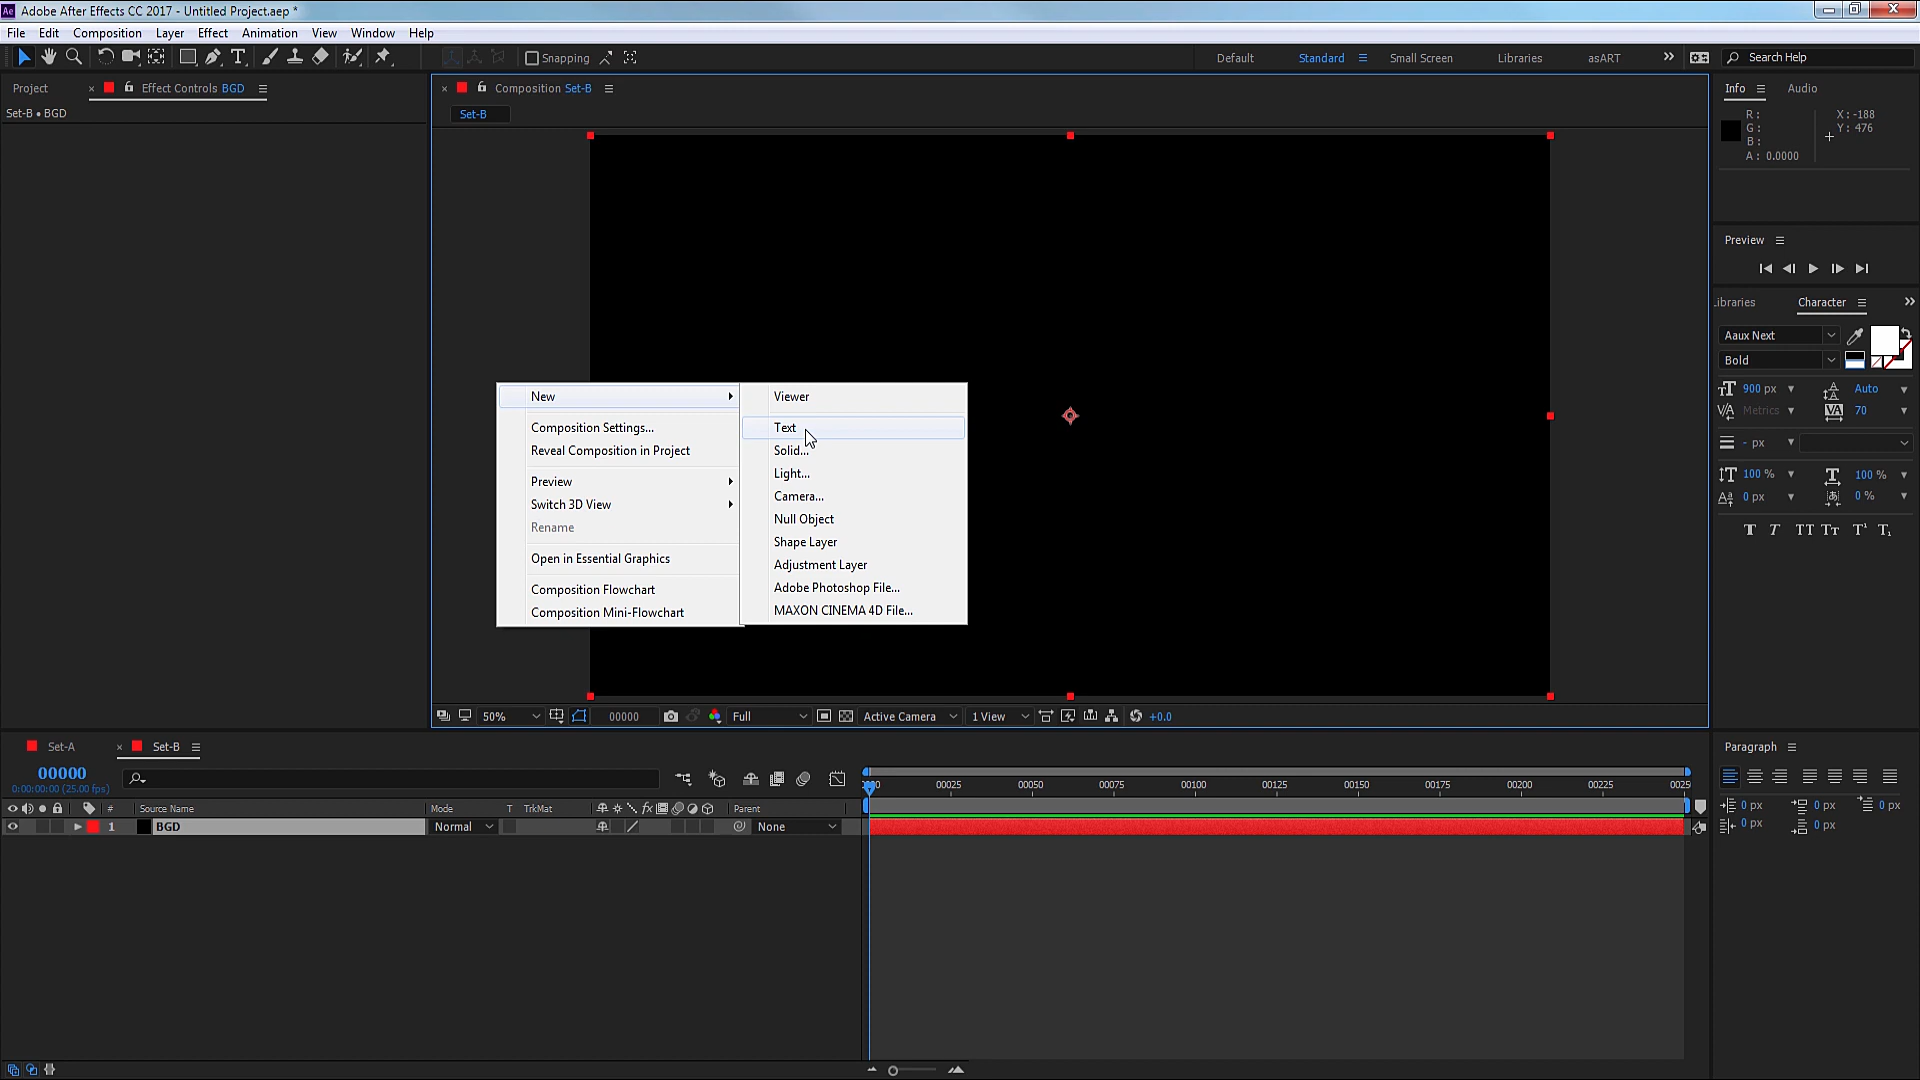 Adobe After Effects CC 2017 - Untitled Project.aep *
File Edit Composition Layer Effect Animation View Window Help
Snapping
Default Standard Small Screen Libraries asART
Search Help
Project
Effect Controls BGD
Set-B • BGD
Composition Set-B
Set-B
Info Audio
R :
G :
B :
A : 0.0000
X : -188
Y : 476
Preview
Libraries Character
Aaux Next
Bold
900 px Auto
Metrics 70
- px
100 % 100 %
0 px 0 %
New
Composition Settings...
Reveal Composition in Project
Preview
Switch 3D View
Rename
Open in Essential Graphics
Composition Flowchart
Composition Mini-Flowchart
Viewer
Text
Solid...
Light...
Camera...
Null Object
Shape Layer
Adjustment Layer
Adobe Photoshop File...
MAXON CINEMA 4D File...
50% 00000 Full Active Camera 1 View +0.0
Set-A Set-B
00000
0:00:00:00 (25.00 fps)
# Source Name Mode T TrkMat Parent
1 BGD Normal None
00025 00050 00075 00100 00125 00150 00175 00200 00225
Paragraph
0 px 0 px 0 px
0 px 0 px